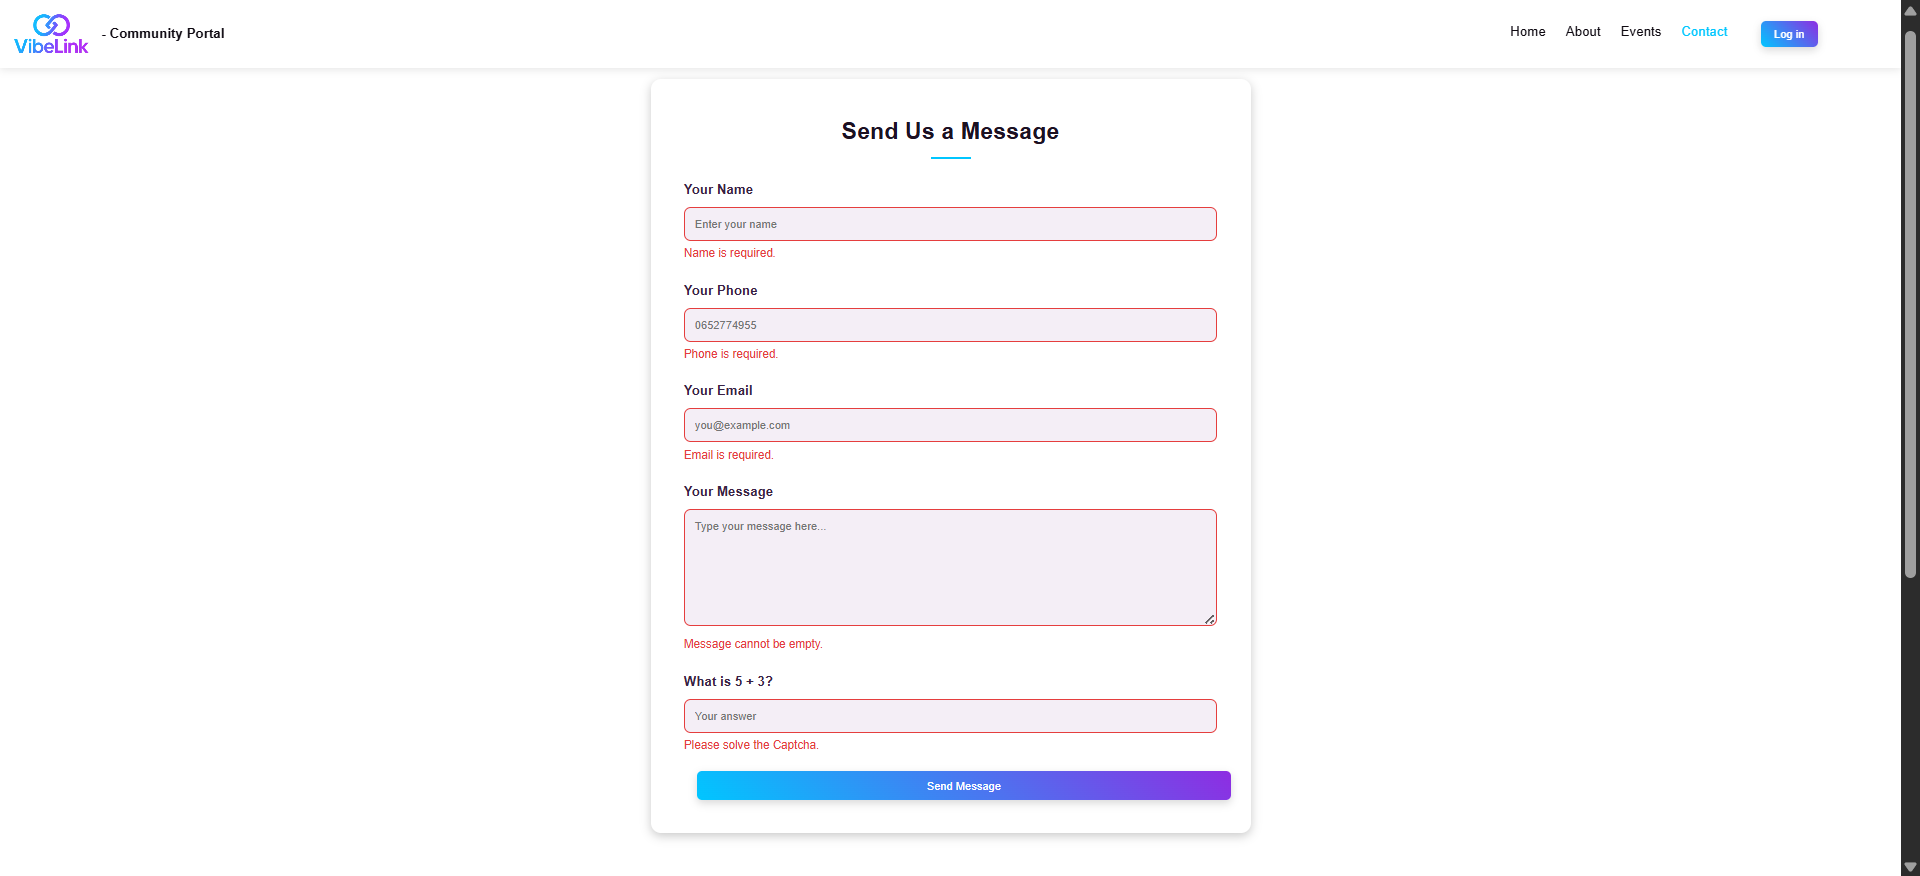 VibeLink
- Community Portal
Home About Events Contact Log in
Send Us a Message
Your Name
Enter your name
Name is required.
Your Phone
0652774955
Phone is required.
Your Email
you@example.com
Email is required.
Your Message
Type your message here...
Message cannot be empty.
What is 5 + 3?
Your answer
Please solve the Captcha.
Send Message